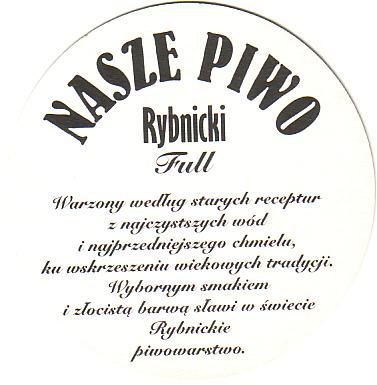 NASZE PIWO
Rybnicki
Full
Warzony według starych receptur
z najczystszych wód
i najprzedniejszego chmielu,
ku wskrzeszeniu wiekowych tradycji.
Wybornym smakiem
i złocistą barwą sławi w świecie
Rybnickie
piwowarstwo.